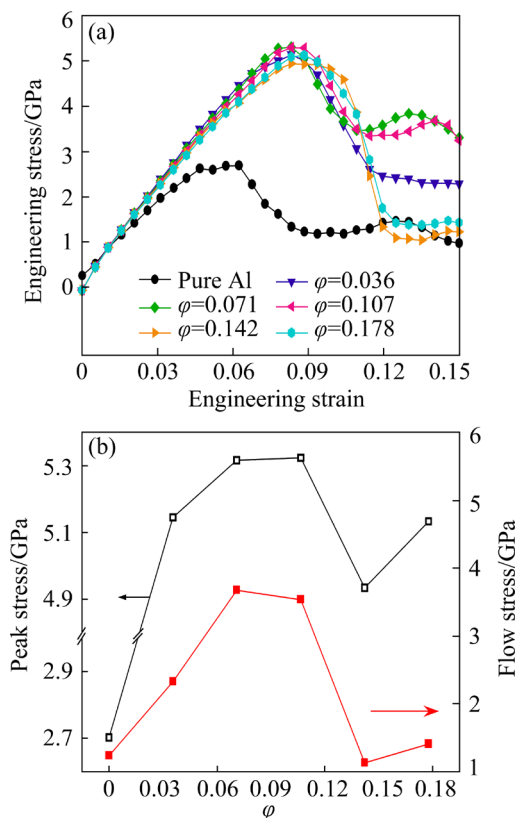 (a)
Engineering stress/GPa
6
5
4
3
2
1
0
Pure Al
φ=0.036
φ=0.071
φ=0.107
φ=0.142
φ=0.178
0 0.03 0.06 0.09 0.12 0.15
Engineering strain
(b)
Peak stress/GPa
5.3
5.1
4.9
2.9
2.7
Flow stress/GPa
6
5
4
3
2
1
0 0.03 0.06 0.09 0.12 0.15 0.18
φ